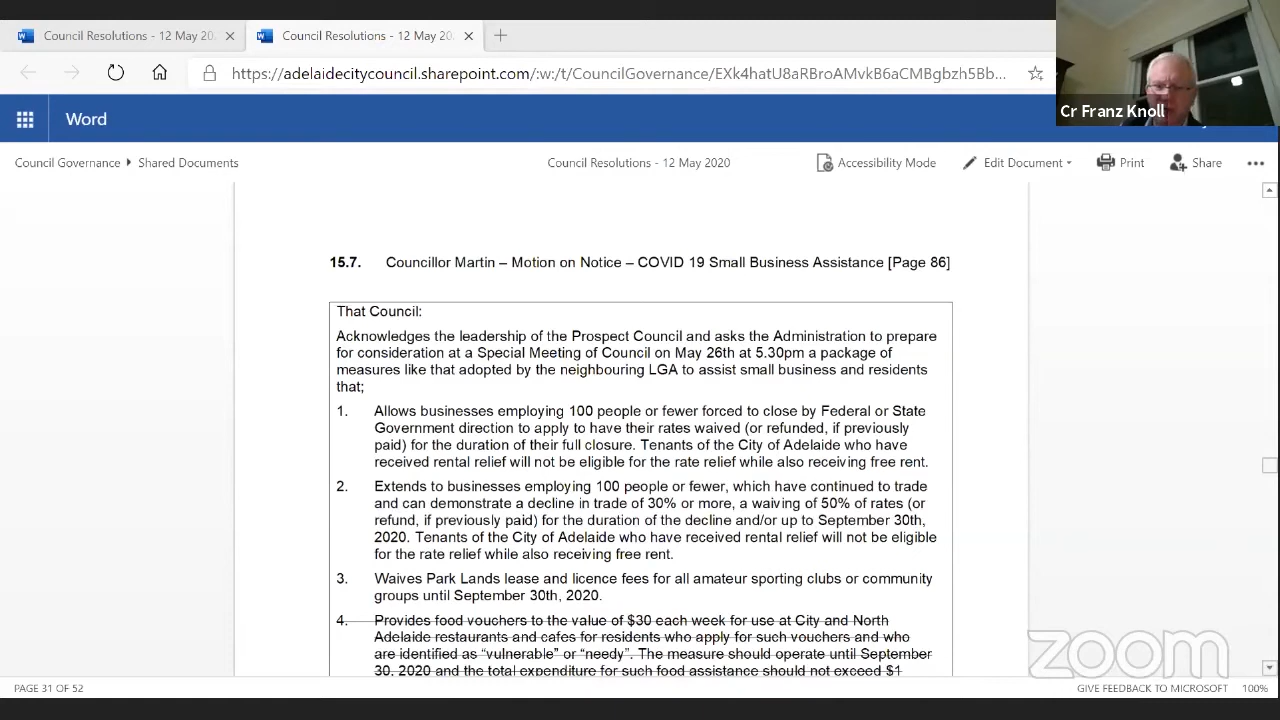 Council Resolutions - 12 May 202
Council Resolutions - 12 May 202
https://adelaidecitycouncil.sharepoint.com/:w:/t/CouncilGovernance/EXk4hatU8aRBroAMvkB6aCMBgbzh5Bb...
Cr Franz Knoll
Word
Council Governance Shared Documents
Council Resolutions - 12 May 2020
Accessibility Mode
Edit Document
Print
Share
15.7. Councillor Martin – Motion on Notice – COVID 19 Small Business Assistance [Page 86]
That Council:
Acknowledges the leadership of the Prospect Council and asks the Administration to prepare
for consideration at a Special Meeting of Council on May 26th at 5.30pm a package of
measures like that adopted by the neighbouring LGA to assist small business and residents
that;
1. Allows businesses employing 100 people or fewer forced to close by Federal or State
Government direction to apply to have their rates waived (or refunded, if previously
paid) for the duration of their full closure. Tenants of the City of Adelaide who have
received rental relief will not be eligible for the rate relief while also receiving free rent.
2. Extends to businesses employing 100 people or fewer, which have continued to trade
and can demonstrate a decline in trade of 30% or more, a waiving of 50% of rates (or
refund, if previously paid) for the duration of the decline and/or up to September 30th,
2020. Tenants of the City of Adelaide who have received rental relief will not be eligible
for the rate relief while also receiving free rent.
3. Waives Park Lands lease and licence fees for all amateur sporting clubs or community
groups until September 30th, 2020.
4. Provides food vouchers to the value of $30 each week for use at City and North
Adelaide restaurants and cafes for residents who apply for such vouchers and who
are identified as “vulnerable” or “needy”. The measure should operate until September
30, 2020 and the total expenditure for such food assistance should not exceed $1
zoom
PAGE 31 OF 52
GIVE FEEDBACK TO MICROSOFT 100%